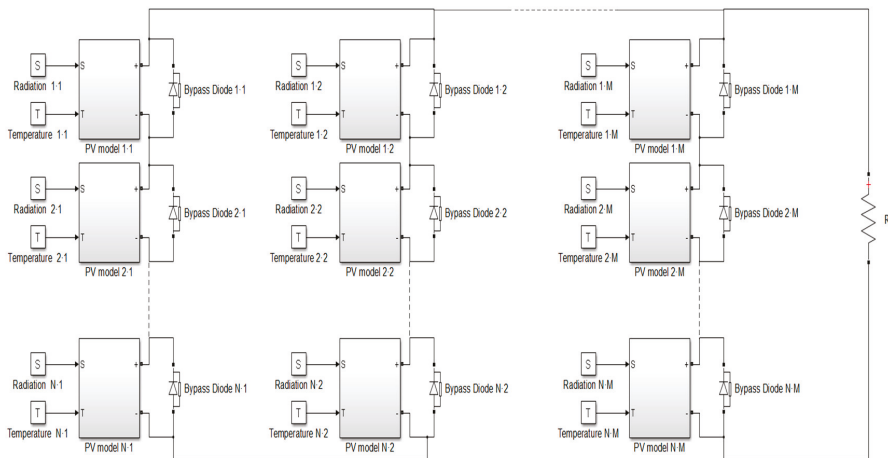 S
Radiation 1·1
T
Temperature 1·1
S + T -
PV model 1·1
Bypass Diode 1·1
S
Radiation 1·2
T
Temperature 1·2
S + T -
PV model 1·2
Bypass Diode 1·2
S
Radiation 1·M
T
Temperature 1·M
S + T -
PV model 1·M
Bypass Diode 1·M
S
Radiation 2·1
T
Temperature 2·1
S + T -
PV model 2·1
Bypass Diode 2·1
S
Radiation 2·2
T
Temperature 2·2
S + T -
PV model 2·2
Bypass Diode 2·2
S
Radiation 2·M
T
Temperature 2·M
S + T -
PV model 2·M
Bypass Diode 2·M
R
S
Radiation N·1
T
Temperature N·1
S + T -
PV model N·1
Bypass Diode N·1
S
Radiation N·2
T
Temperature N·2
S + T -
PV model N·2
Bypass Diode N·2
S
Radiation N·M
T
Temperature N·M
S + T -
PV model N·M
Bypass Diode N·M